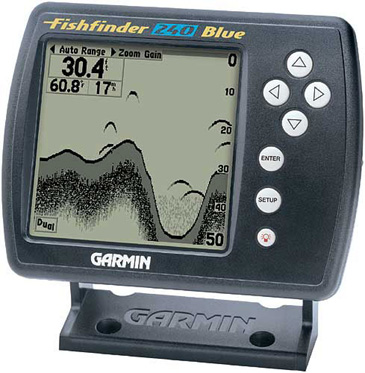 Fishfinder 240 Blue
Auto Range Zoom Gain
30.4 ft
60.8°f 17
0
10
20
30
40
50
Dual
ENTER
SETUP
GARMIN
GARMIN